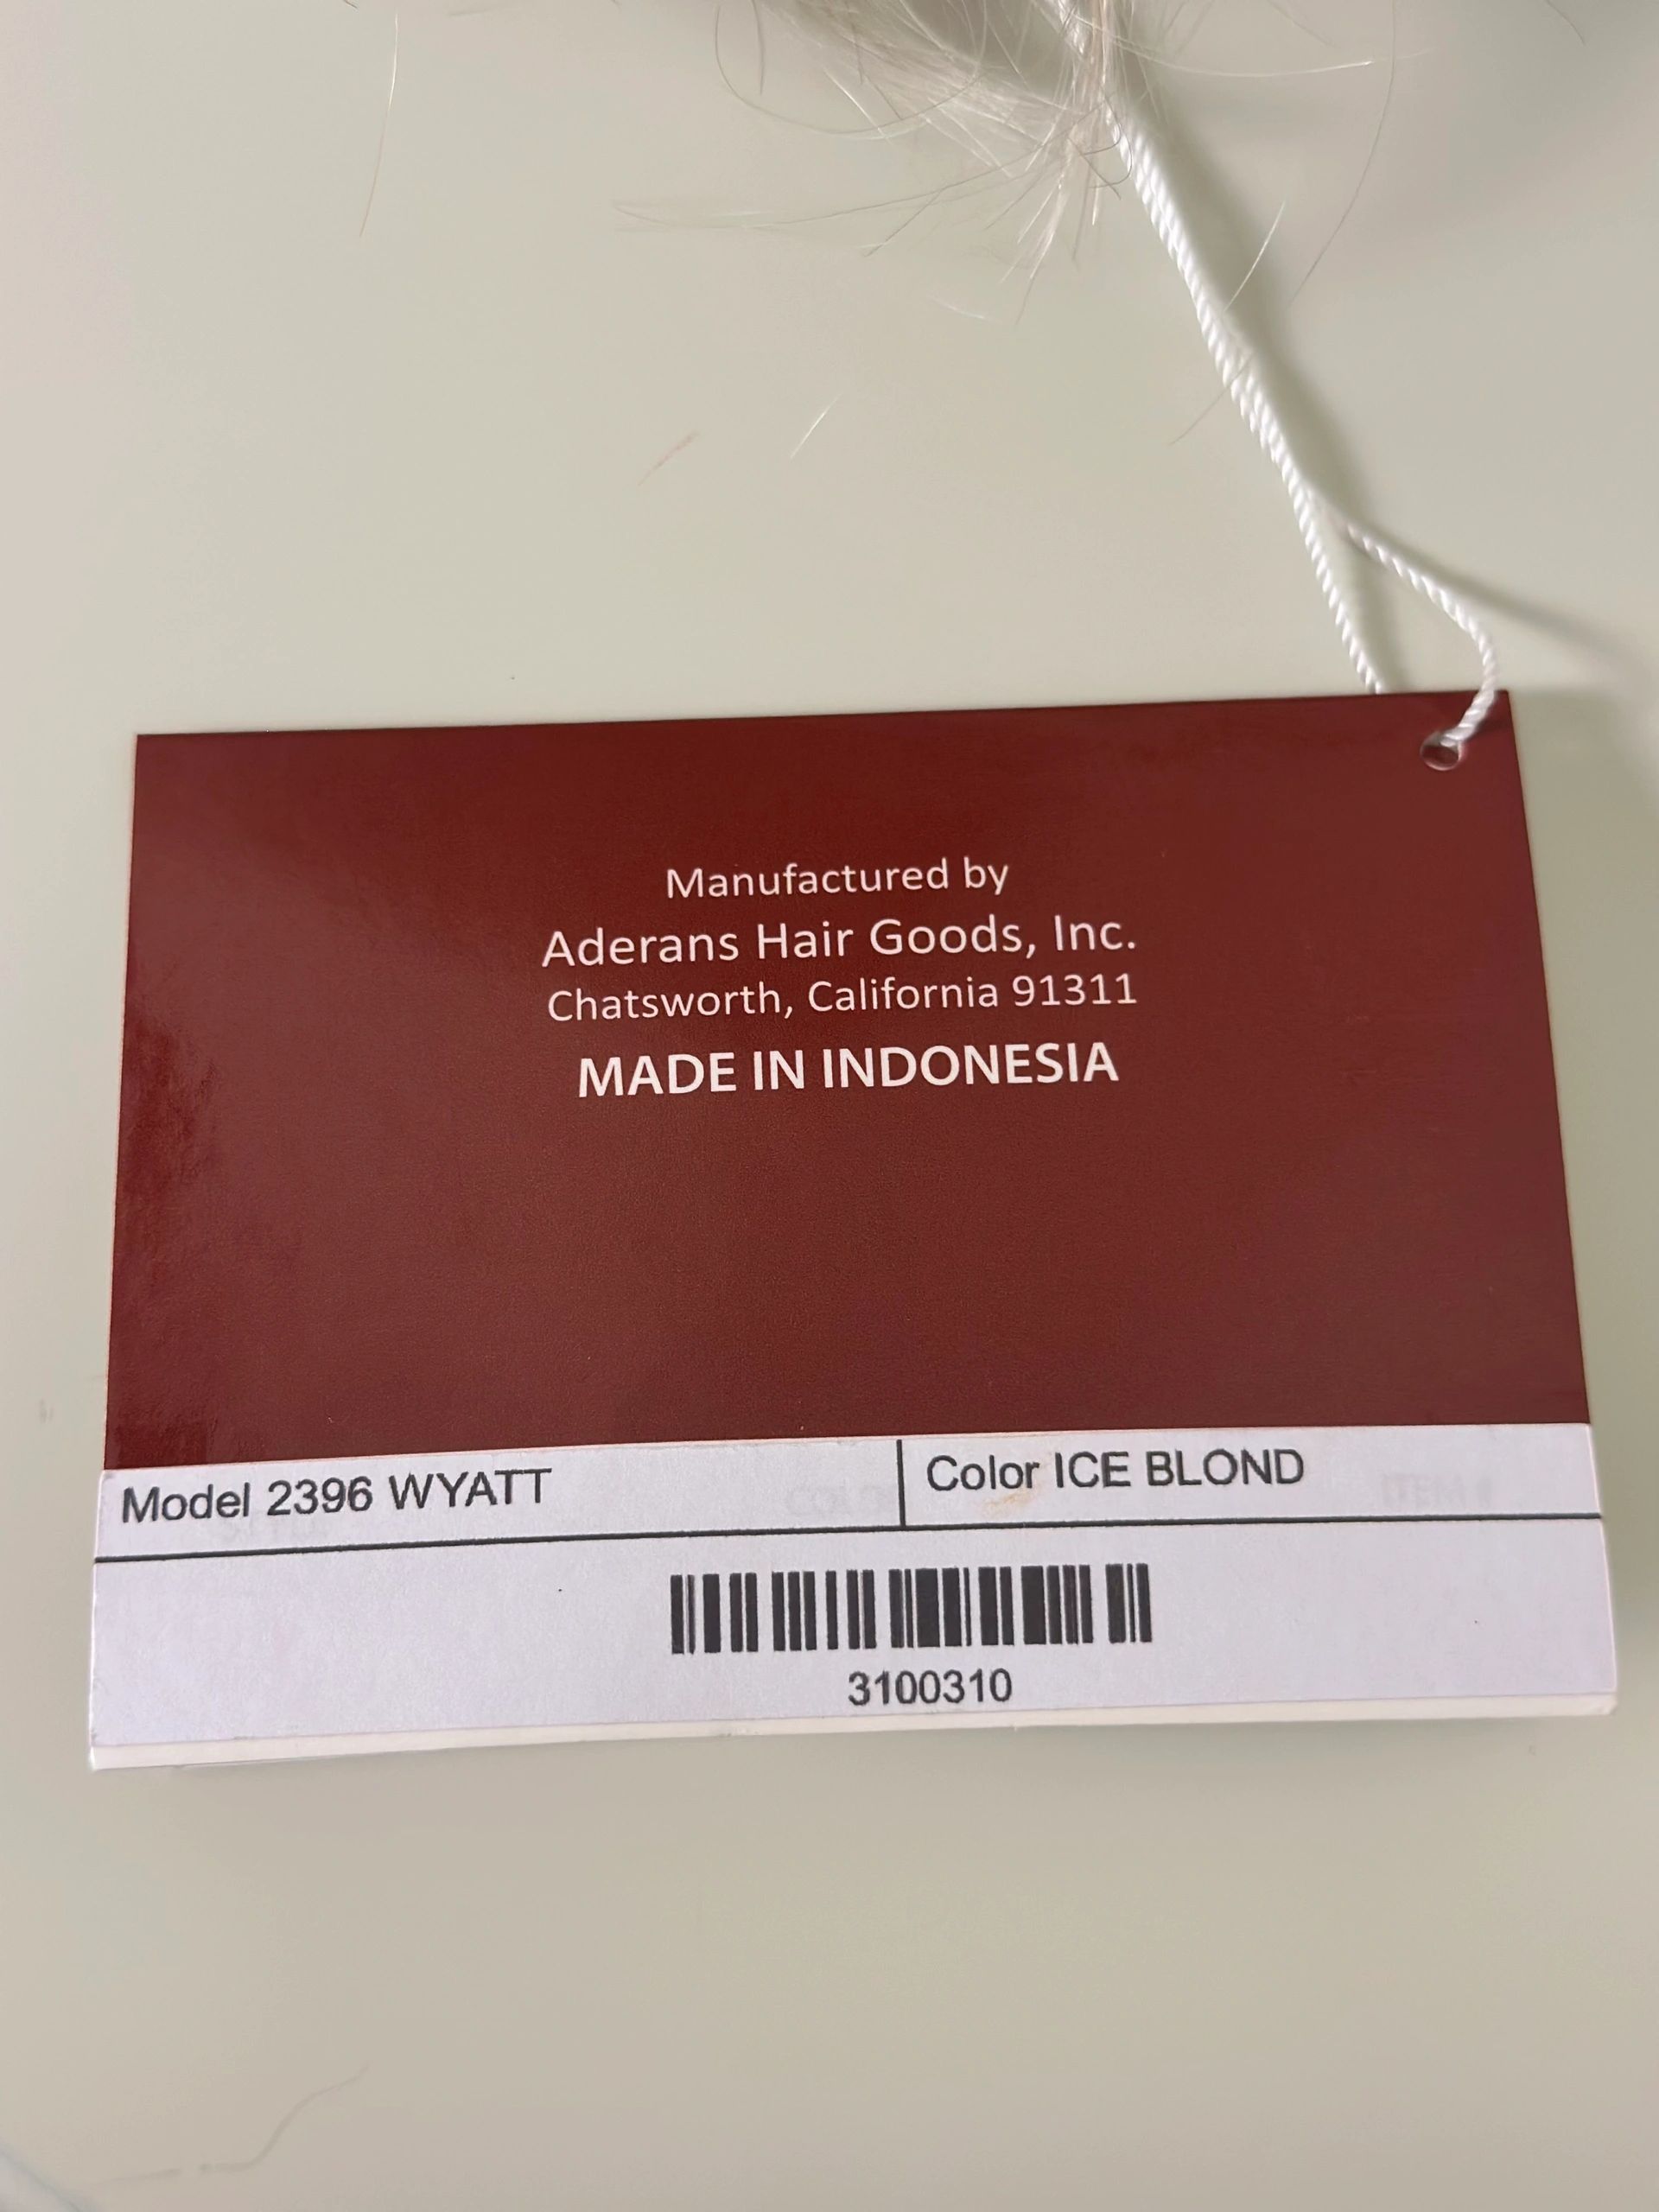 Manufactured by
Aderans Hair Goods, Inc.
Chatsworth, California 91311
MADE IN INDONESIA
Model 2396 WYATT
Color ICE BLOND
3100310